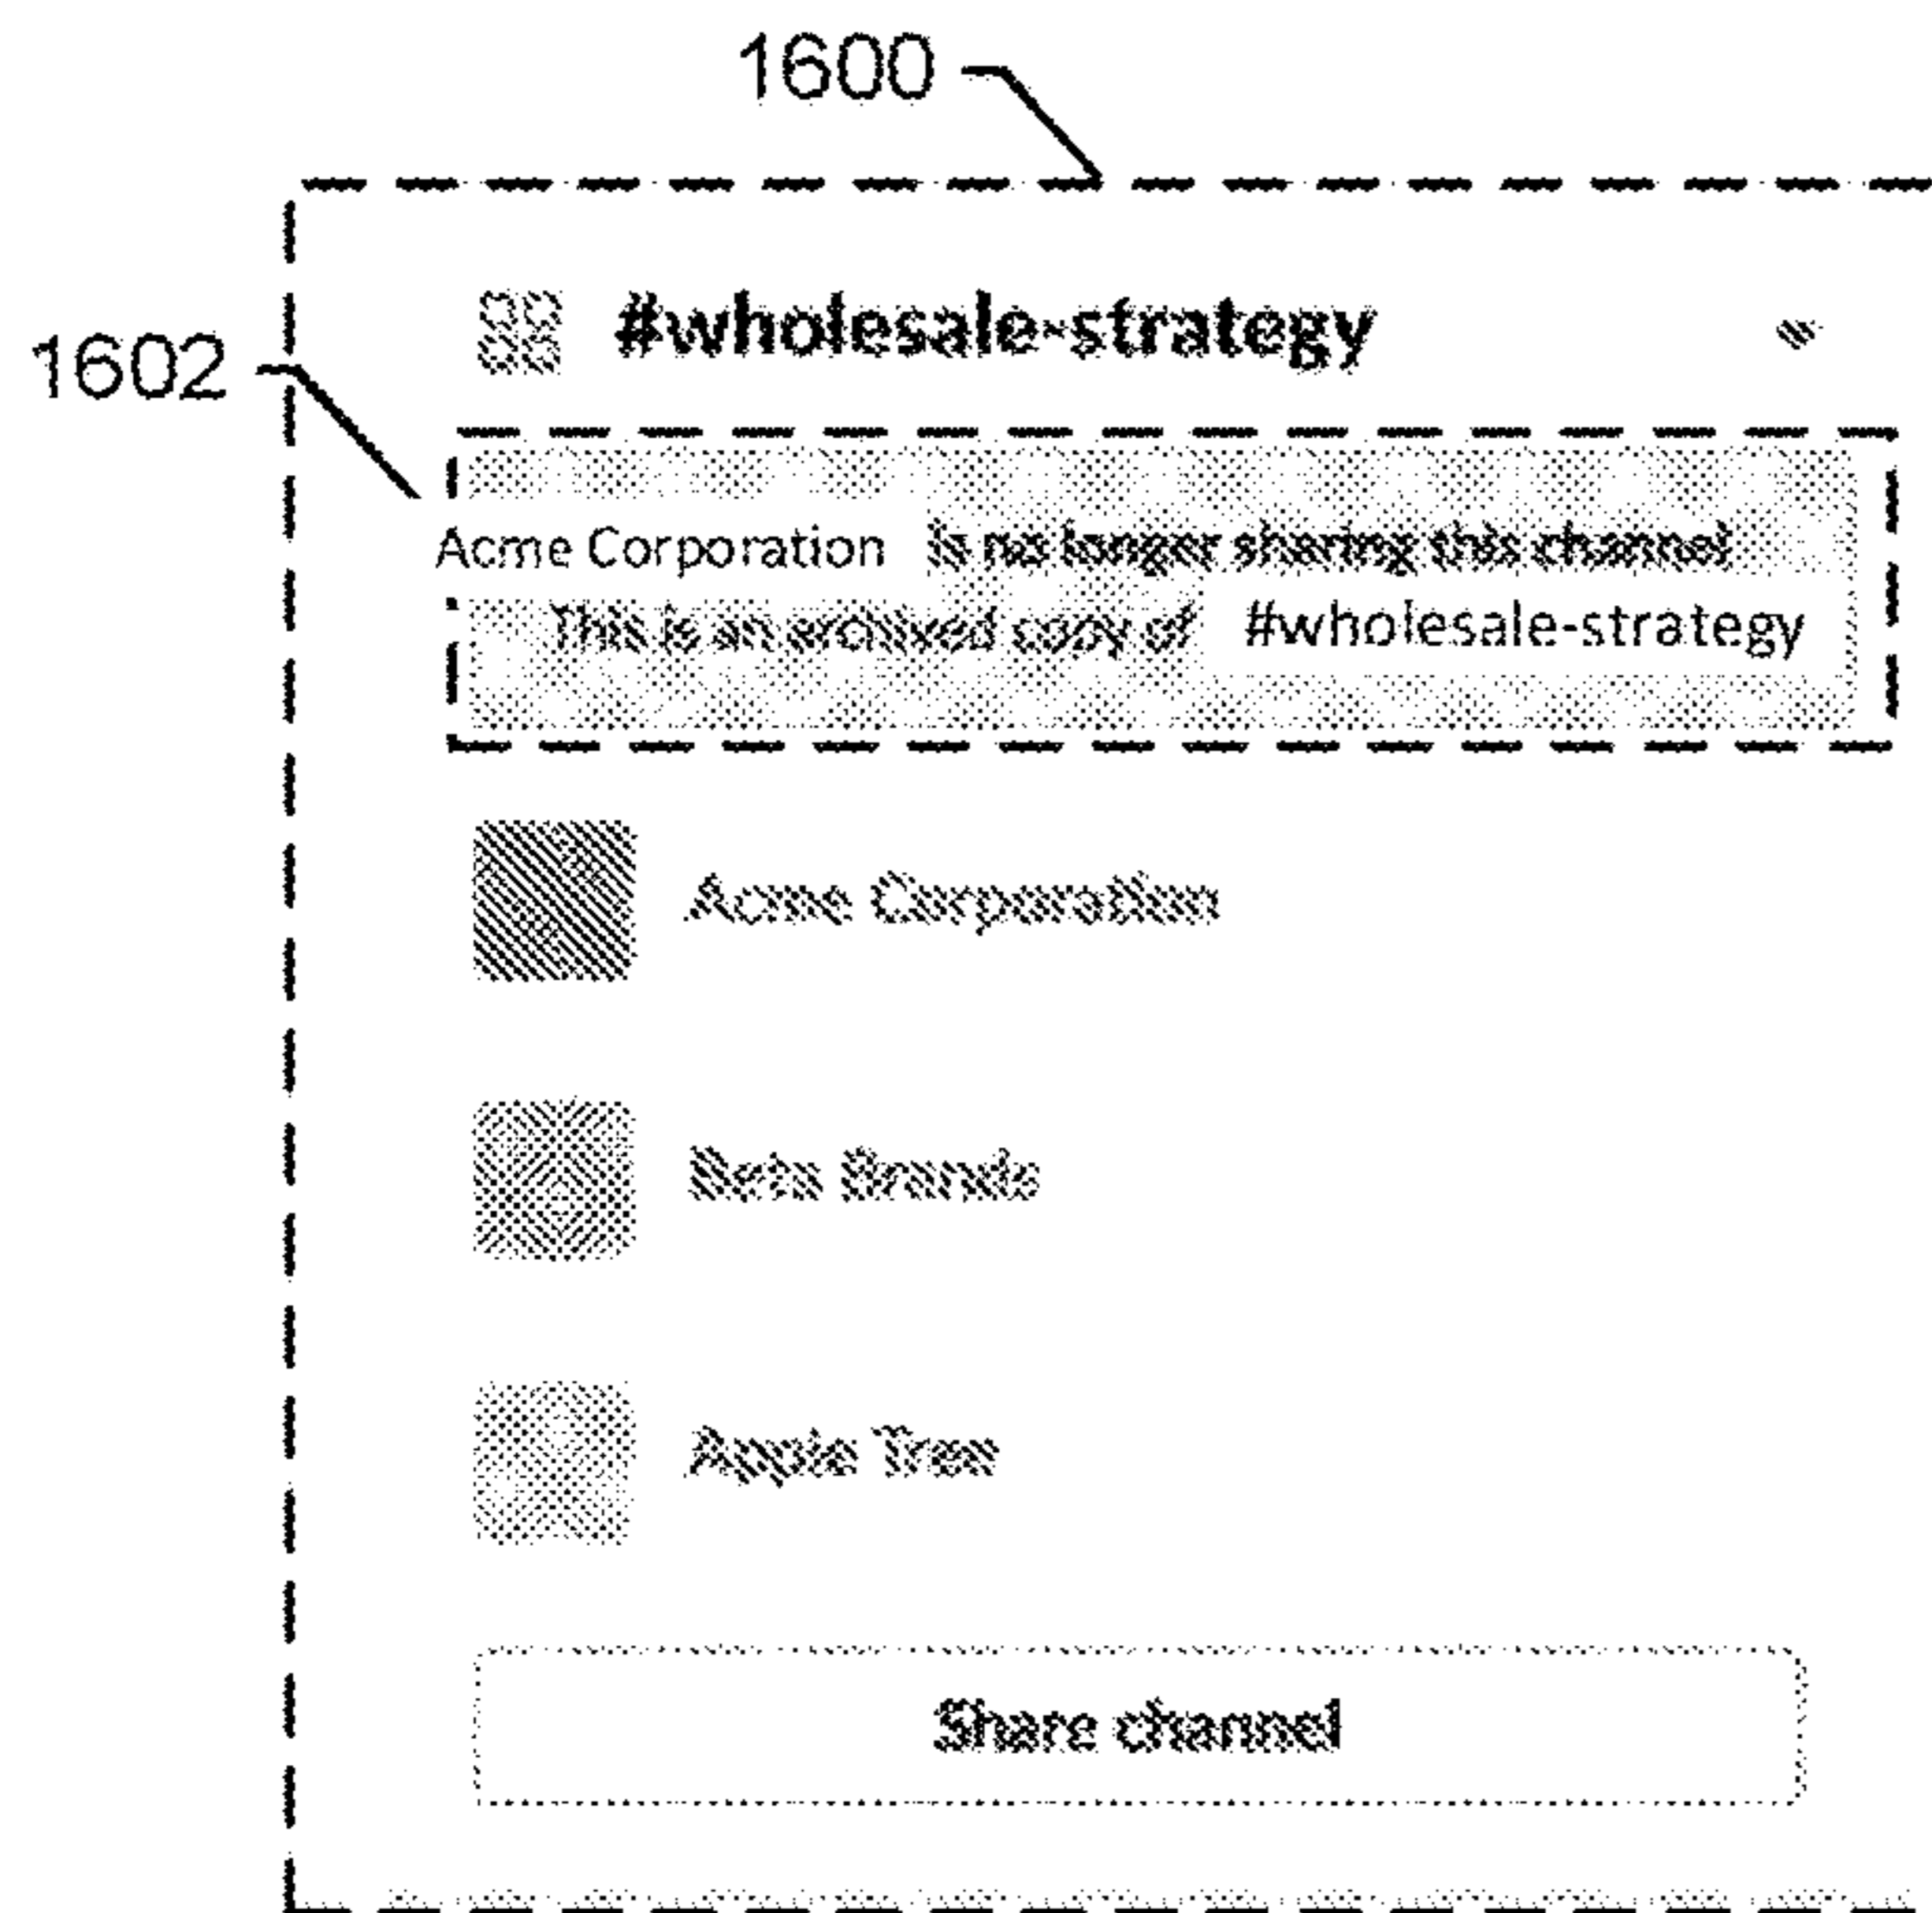 1600
#wholesale-strategy
1602
Acme Corporation is no longer sharing this channel
This is an archived copy of #wholesale-strategy
Acme Corporation
Beta Brands
Apple Tree
Share channel